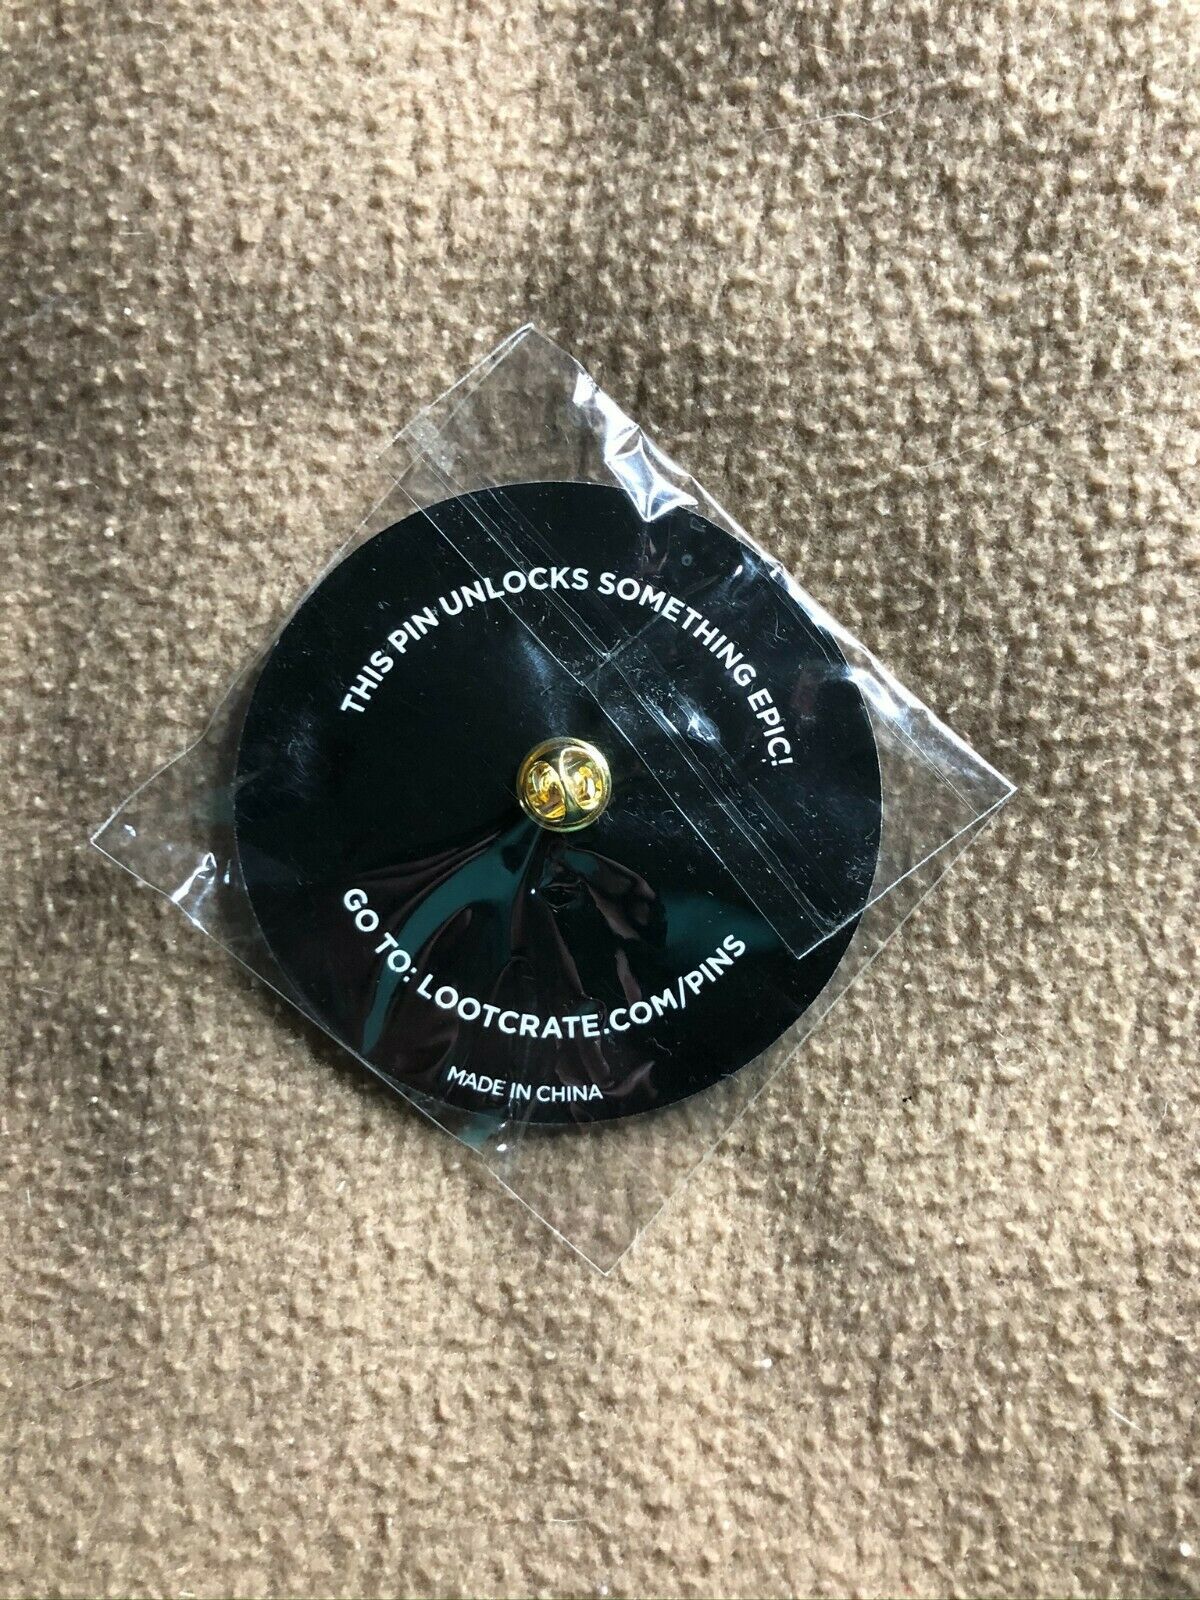 THIS PIN UNLOCKS SOMETHING EPIC!
GO TO: LOOTCRATE.COM/PINS
MADE IN CHINA